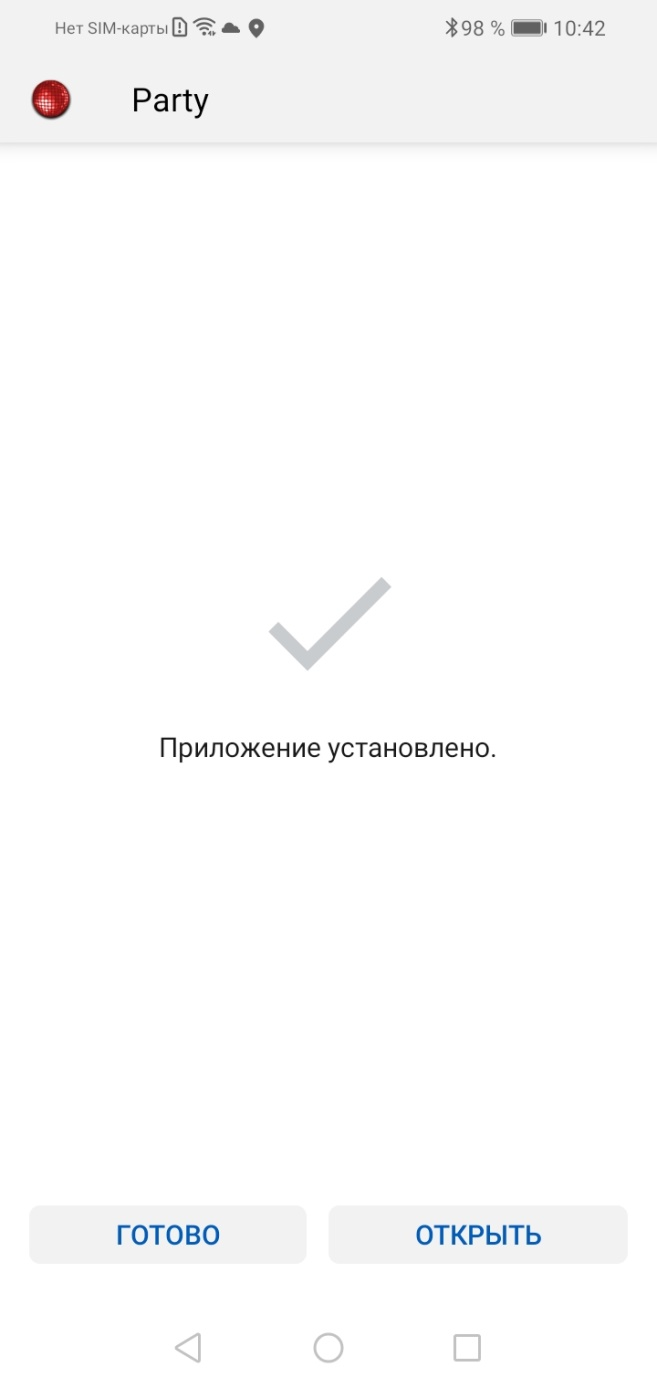 Нет SIM-карты 98 % 10:42
Party
Приложение установлено.
ГОТОВО ОТКРЫТЬ